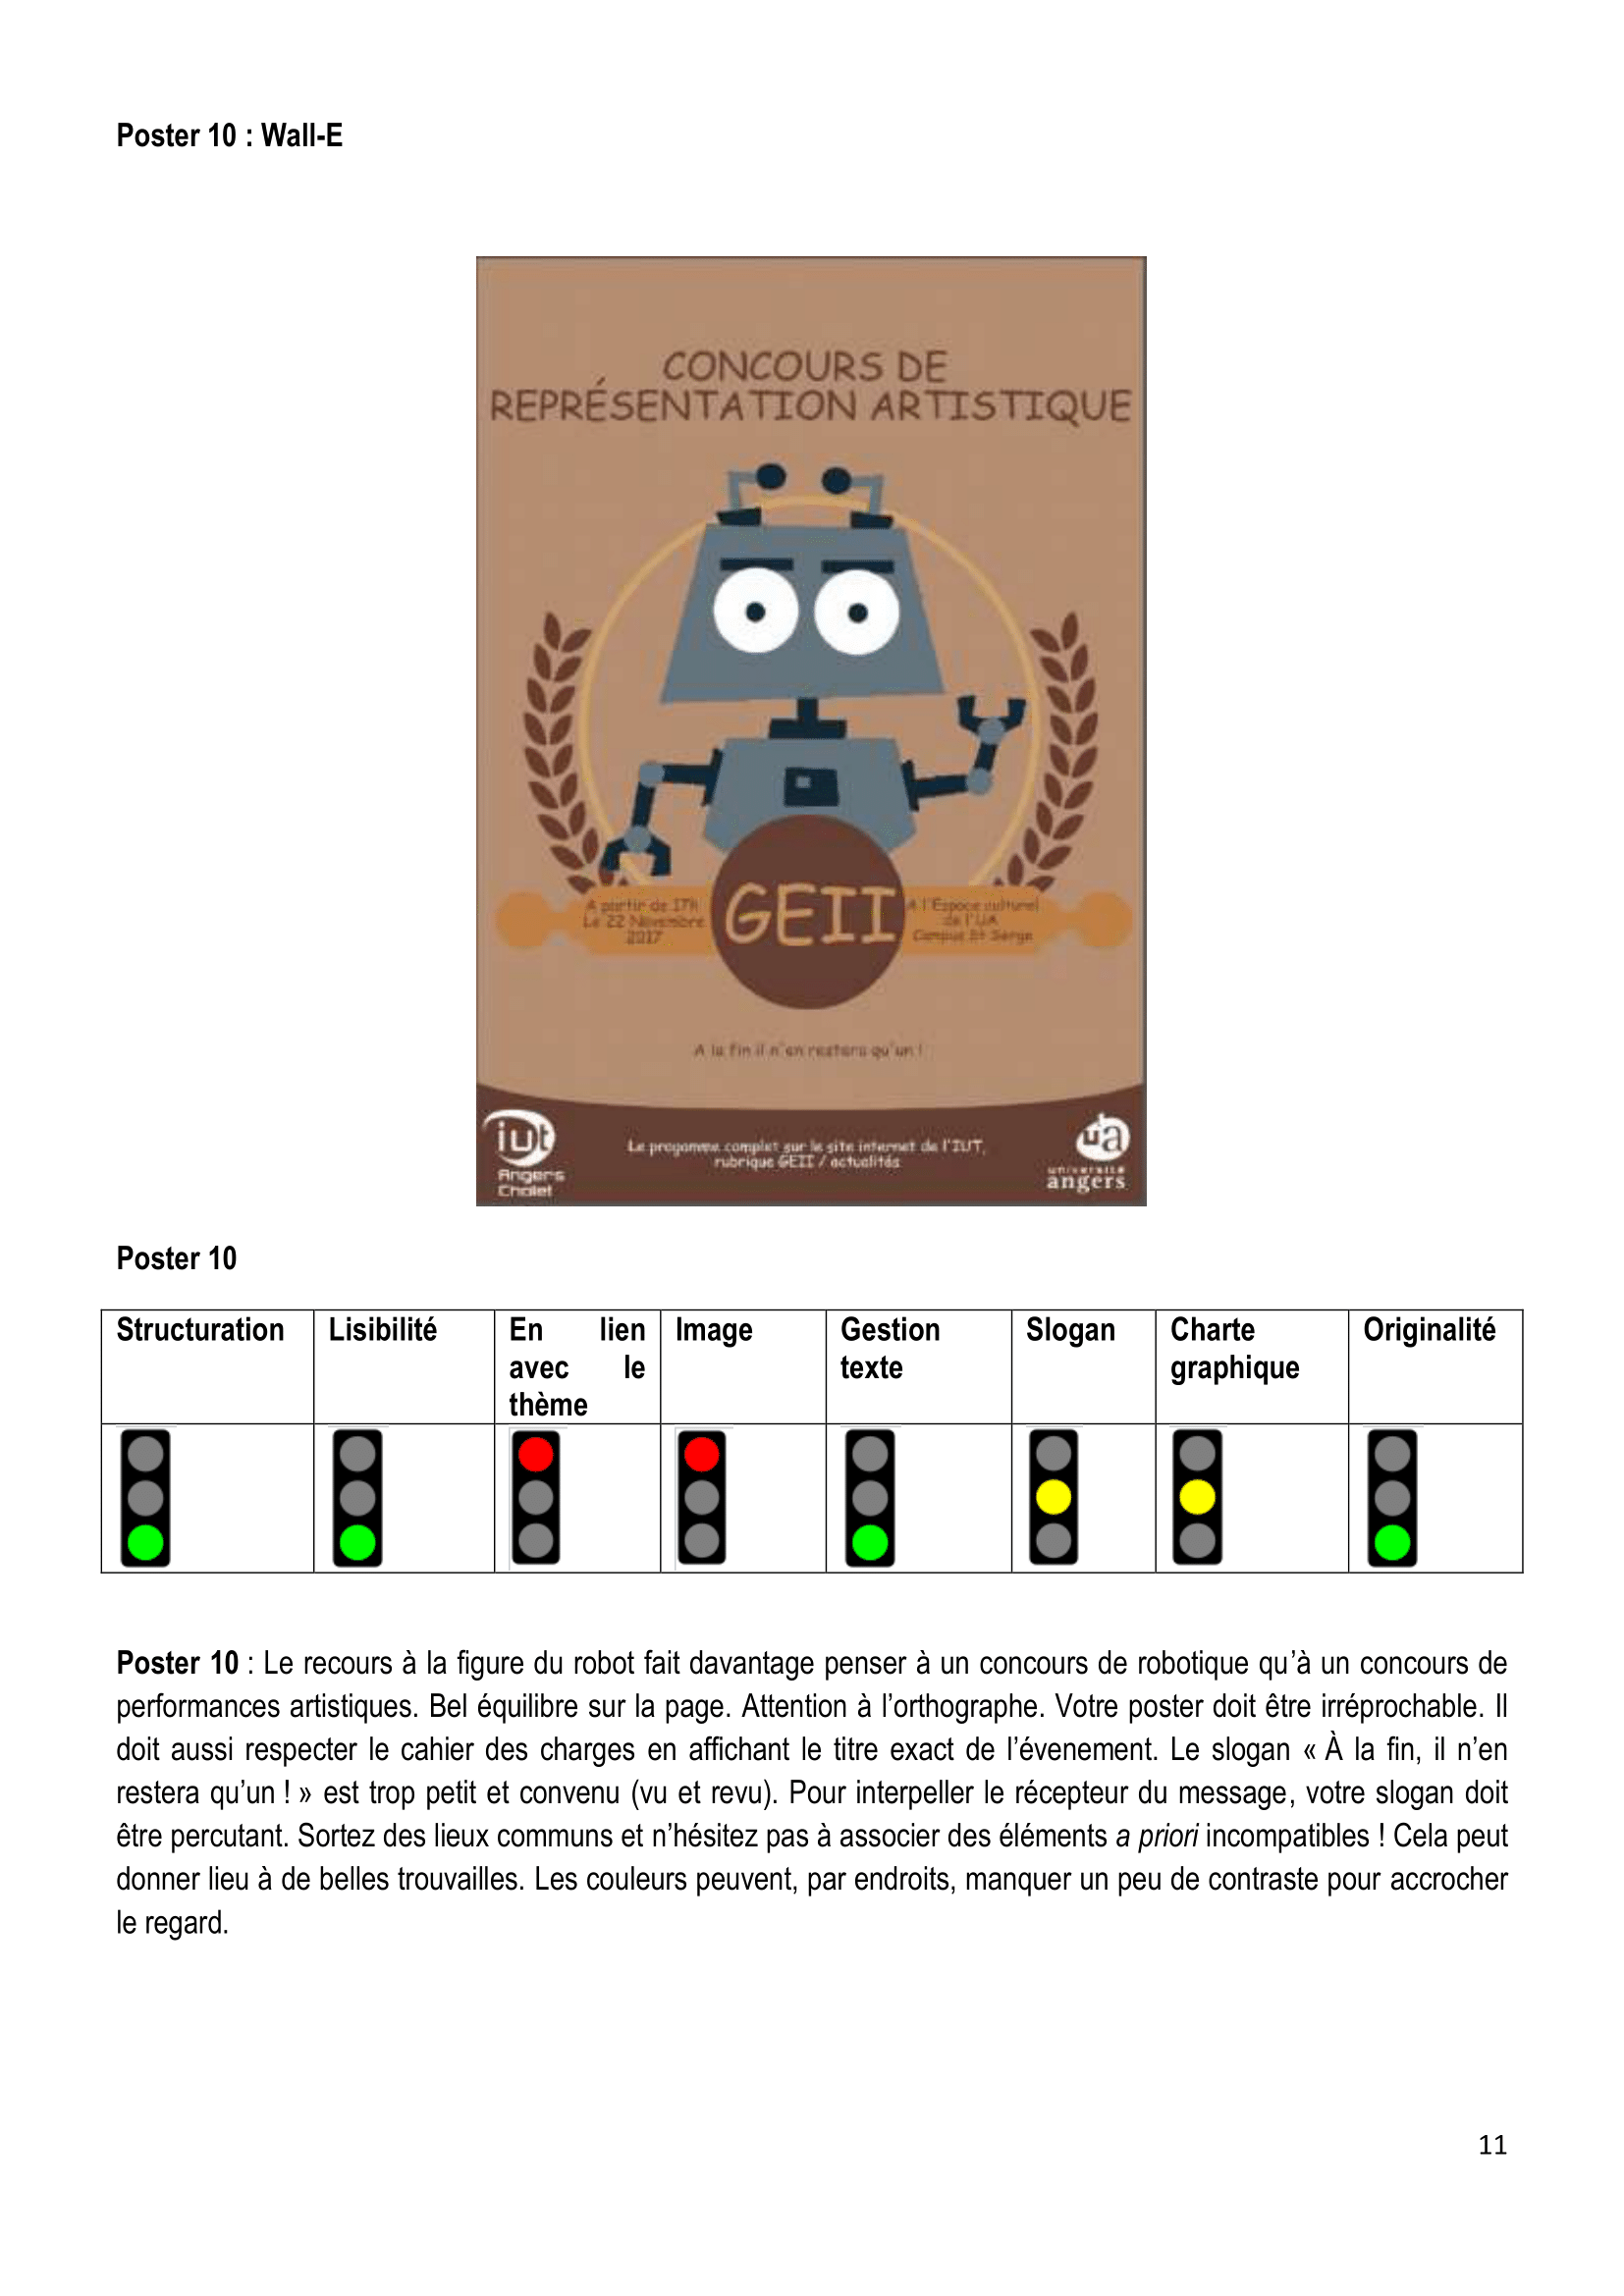 Poster 10 : Wall-E
CONCOURS DE
REPRÉSENTATION ARTISTIQUE
A partir de 17h
Le 22 Novembre
2017
GEII
A l'Espace culturel
de l'UA
Campus St Serge
A la fin il n'en restera qu'un !
iut
Angers
Cholet
Le progamme complet sur le site internet de l'IUT,
rubrique GEII / actualités
ua
université
angers
Poster 10
Structuration
Lisibilité
En lien
avec le
thème
Image
Gestion
texte
Slogan
Charte
graphique
Originalité
Poster 10 : Le recours à la figure du robot fait davantage penser à un concours de robotique qu’à un concours de
performances artistiques. Bel équilibre sur la page. Attention à l’orthographe. Votre poster doit être irréprochable. Il
doit aussi respecter le cahier des charges en affichant le titre exact de l’évenement. Le slogan « À la fin, il n’en
restera qu’un ! » est trop petit et convenu (vu et revu). Pour interpeller le récepteur du message, votre slogan doit
être percutant. Sortez des lieux communs et n’hésitez pas à associer des éléments a priori incompatibles ! Cela peut
donner lieu à de belles trouvailles. Les couleurs peuvent, par endroits, manquer un peu de contraste pour accrocher
le regard.
11